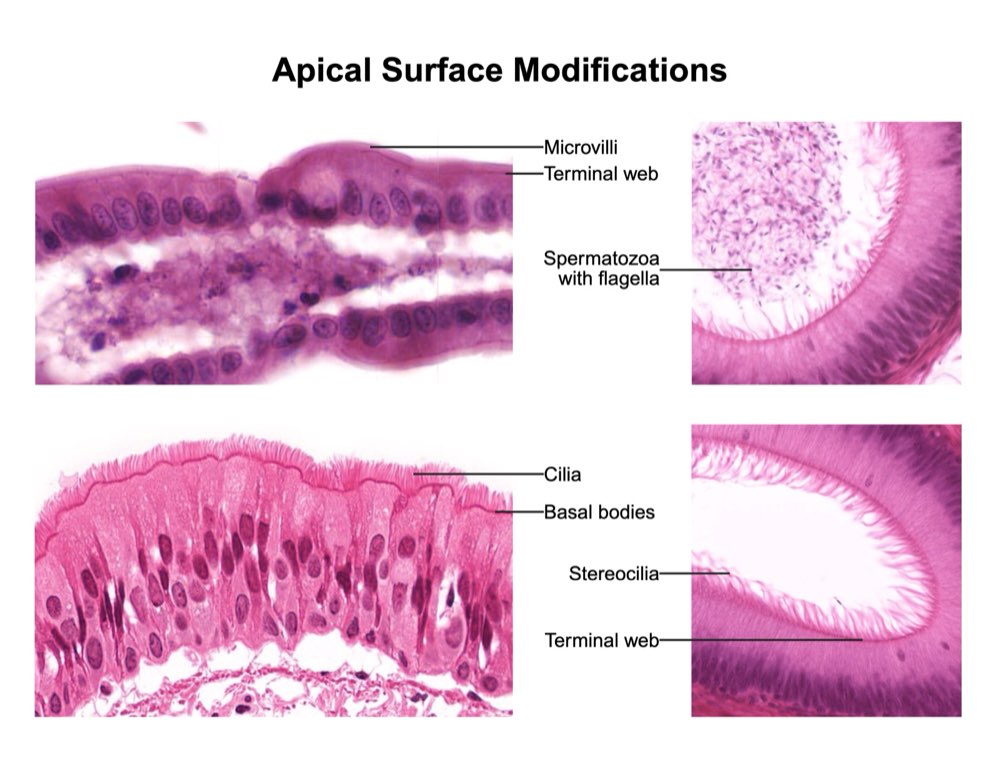 Apical Surface Modifications
Microvilli
Terminal web
Spermatozoa
with flagella
Cilia
Basal bodies
Stereocilia
Terminal web